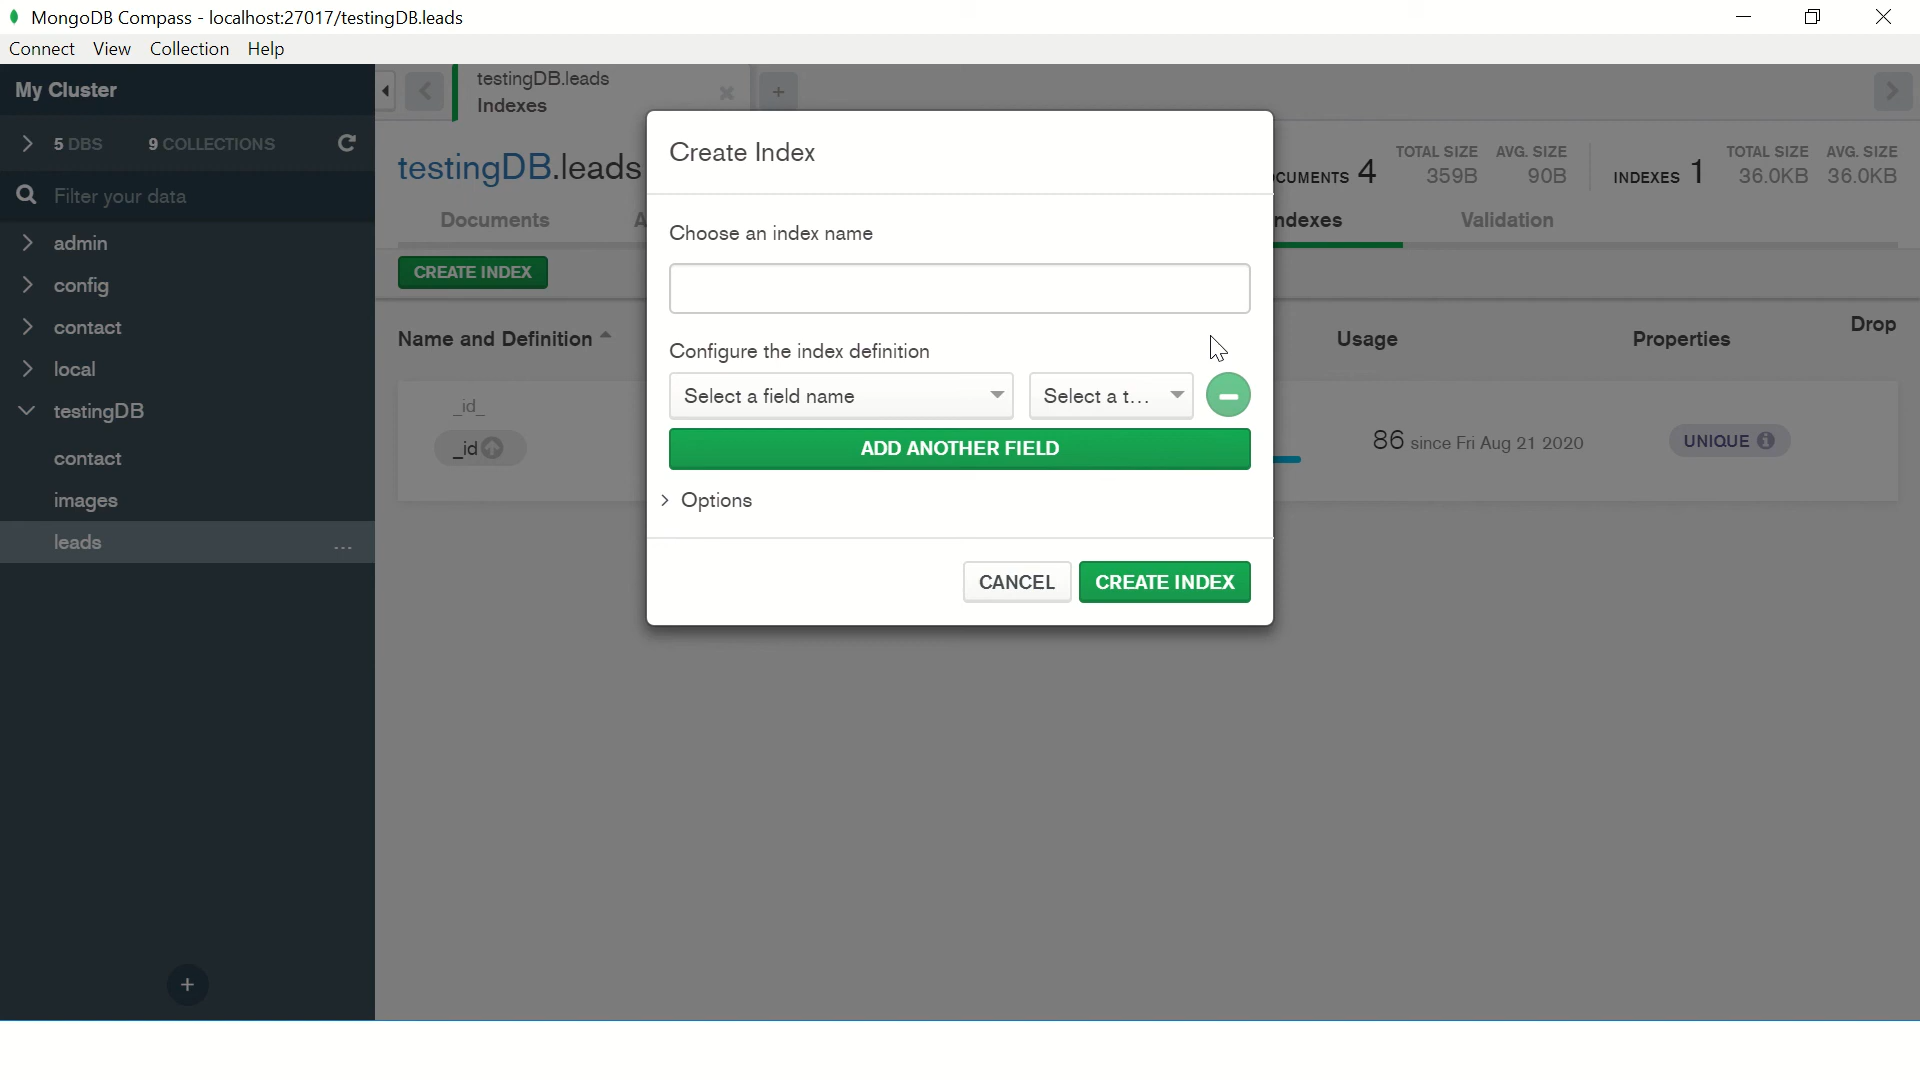 MongoDB Compass - localhost:27017/testingDB.leads
Connect View Collection Help
My Cluster
5 DBS 9 COLLECTIONS
Filter your data
admin
config
contact
local
testingDB
contact
images
leads ...
+
testingDB.leads
Indexes
+
testingDB.leads
CUMENTS 4
TOTAL SIZE 359B
AVG. SIZE 90B
INDEXES 1
TOTAL SIZE 36.0KB
AVG. SIZE 36.0KB
Documents A ndexes Validation
CREATE INDEX
Name and Definition Usage Properties Drop
_id_
_id
86 since Fri Aug 21 2020
UNIQUE i
Create Index
Choose an index name
Configure the index definition
Select a field name Select a t...
ADD ANOTHER FIELD
Options
CANCEL CREATE INDEX